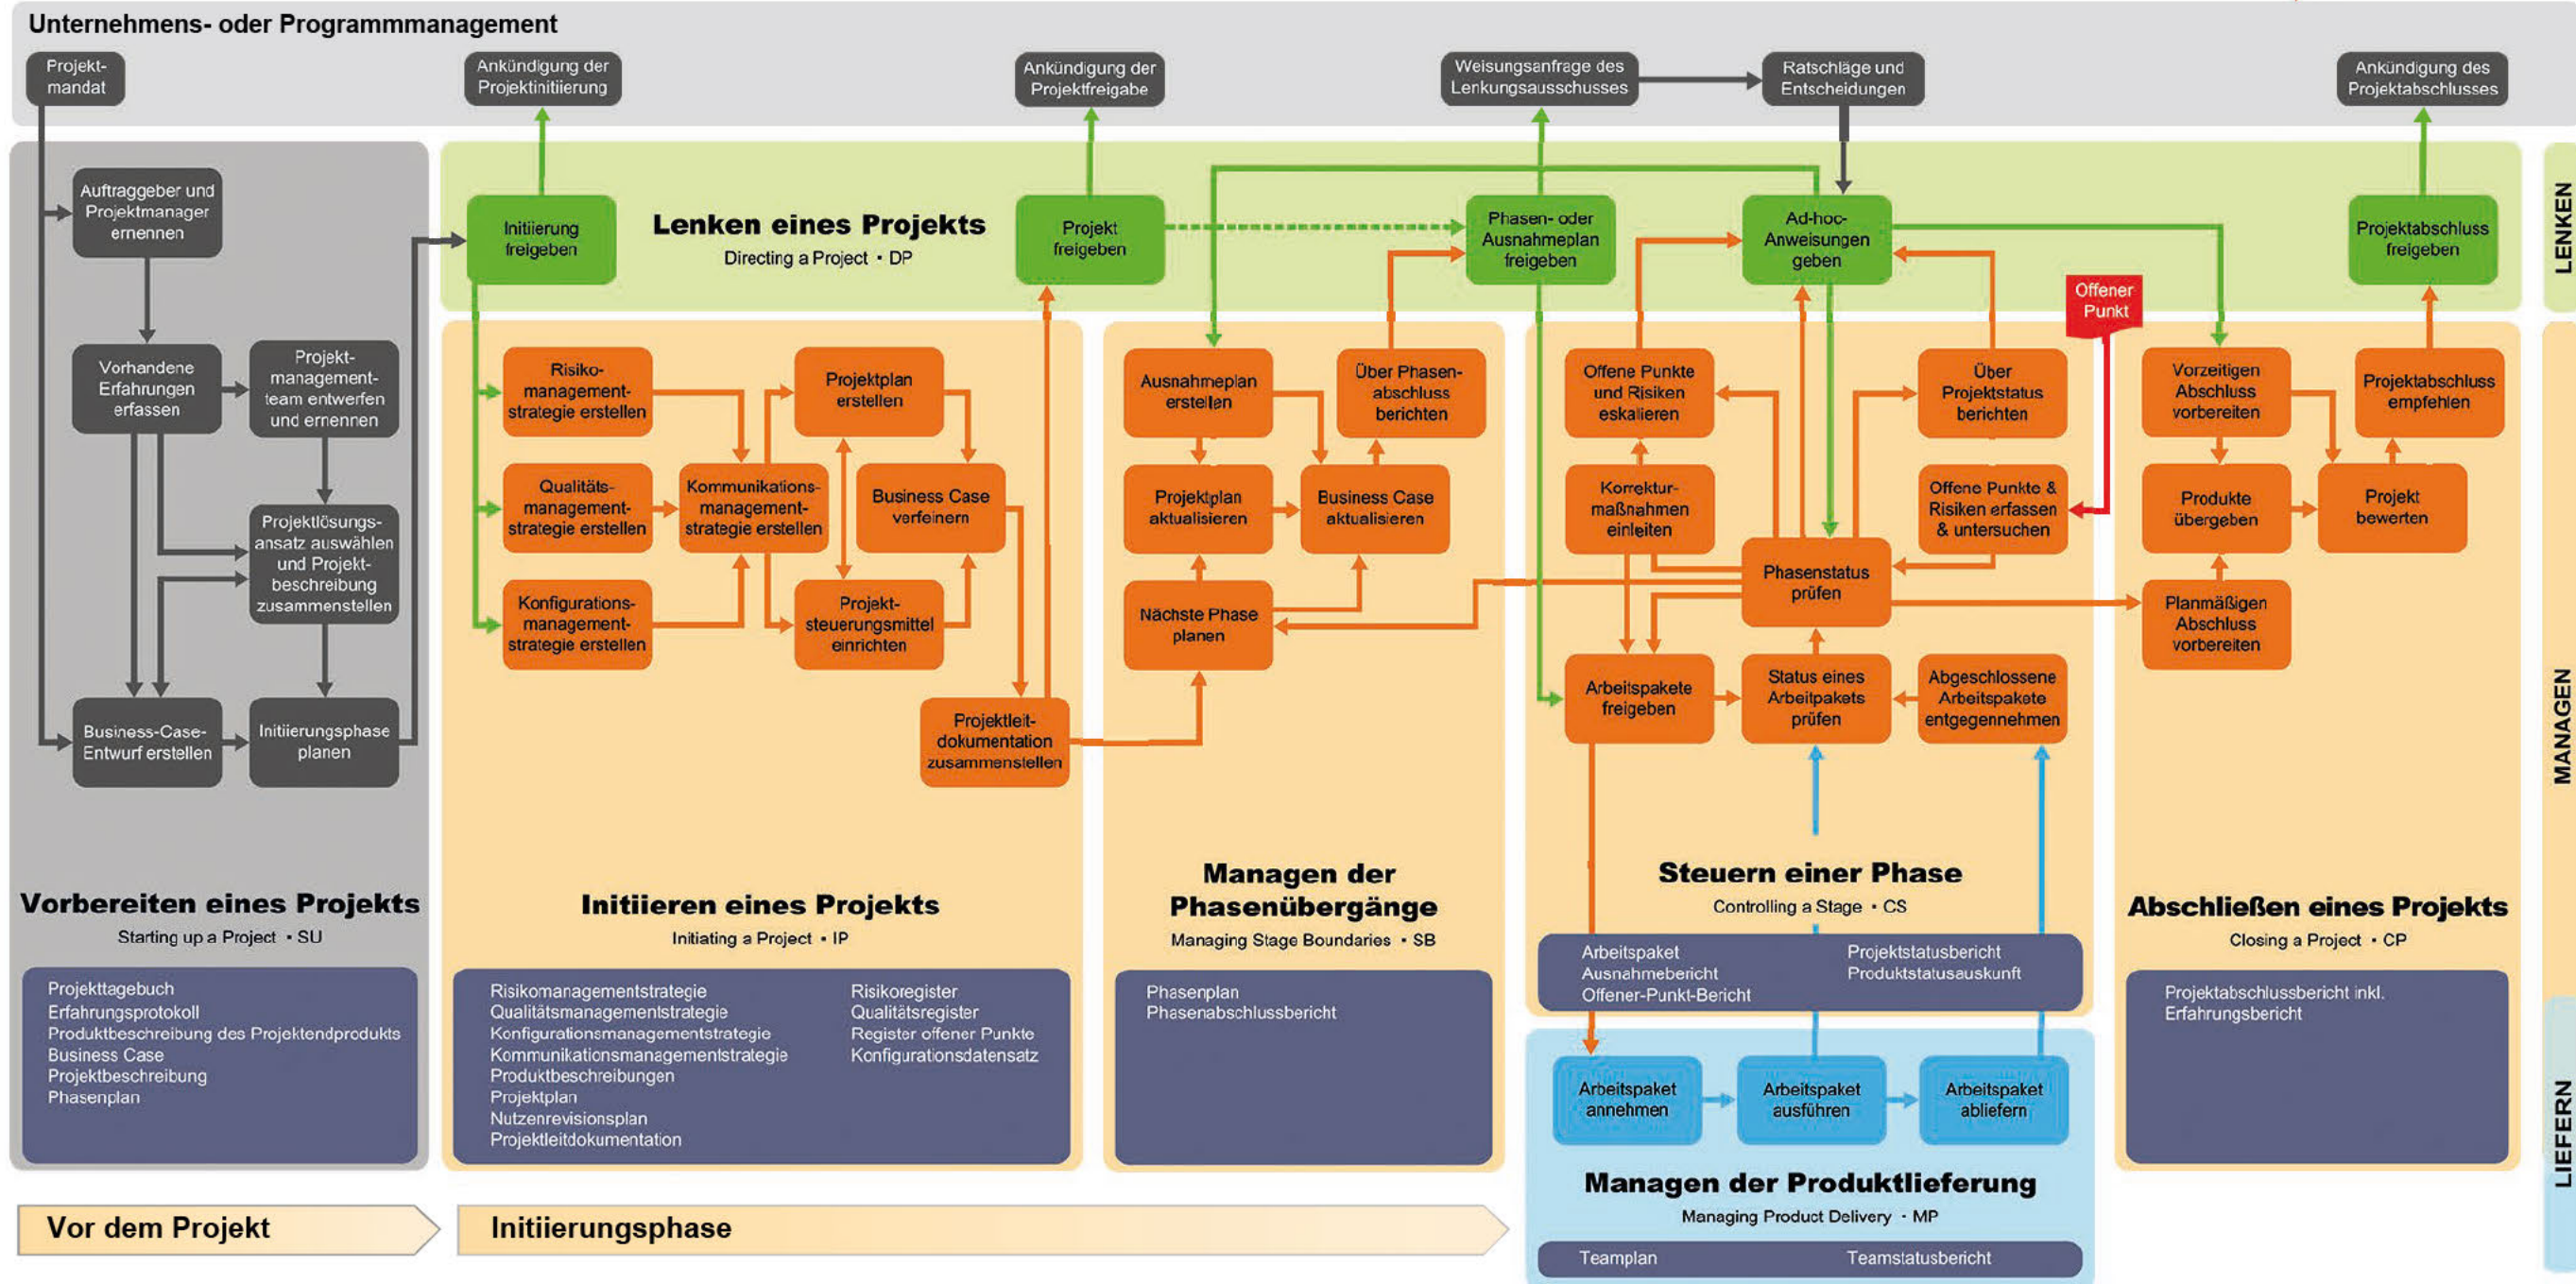 Unternehmens- oder Programmmanagement
Projekt-
mandat
Ankündigung der
Projektinitiierung
Ankündigung der
Projektfreigabe
Weisungsanfrage des
Lenkungsausschusses
Ratschläge und
Entscheidungen
Ankündigung des
Projektabschlusses
Auftraggeber und
Projektmanager
ernennen
Vorhandene
Erfahrungen
erfassen
Projekt-
management-
team entwerfen
und ernennen
Projektlösungs-
ansatz auswählen
und Projekt-
beschreibung
zusammenstellen
Business-Case-
Entwurf erstellen
Initiierungsphase
planen
Vorbereiten eines Projekts
Starting up a Project • SU
Projekttagebuch
Erfahrungsprotokoll
Produktbeschreibung des Projektendprodukts
Business Case
Projektbeschreibung
Phasenplan
Initiierung
freigeben
Lenken eines Projekts
Directing a Project • DP
Projekt
freigeben
Phasen- oder
Ausnahmeplan
freigeben
Ad-hoc-
Anweisungen
geben
Projektabschluss
freigeben
LENKEN
Offener
Punkt
Risiko-
management-
strategie erstellen
Qualitäts-
management-
strategie erstellen
Konfigurations-
management-
strategie erstellen
Kommunikations-
management-
strategie erstellen
Projektplan
erstellen
Business Case
verfeinern
Projekt-
steuerungsmittel
einrichten
Projektleit-
dokumentation
zusammenstellen
Initiieren eines Projekts
Initiating a Project • IP
Risikomanagementstrategie
Qualitätsmanagementstrategie
Konfigurationsmanagementstrategie
Kommunikationsmanagementstrategie
Produktbeschreibungen
Projektplan
Nutzenrevisionsplan
Projektleitdokumentation
Risikoregister
Qualitätsregister
Register offener Punkte
Konfigurationsdatensatz
Ausnahmeplan
erstellen
Über Phasen-
abschluss
berichten
Projektplan
aktualisieren
Business Case
aktualisieren
Nächste Phase
planen
Managen der
Phasenübergänge
Managing Stage Boundaries • SB
Phasenplan
Phasenabschlussbericht
Offene Punkte
und Risiken
eskalieren
Über
Projektstatus
berichten
Korrektur-
maßnahmen
einleiten
Offene Punkte &
Risiken erfassen
& untersuchen
Phasenstatus
prüfen
Arbeitspakete
freigeben
Status eines
Arbeitpakets
prüfen
Abgeschlossene
Arbeitspakete
entgegennehmen
Steuern einer Phase
Controlling a Stage • CS
Arbeitspaket
Ausnahmebericht
Offener-Punkt-Bericht
Projektstatusbericht
Produktstatusauskunft
Vorzeitigen
Abschluss
vorbereiten
Projektabschluss
empfehlen
Produkte
übergeben
Projekt
bewerten
Planmäßigen
Abschluss
vorbereiten
Abschließen eines Projekts
Closing a Project • CP
Projektabschlussbericht inkl.
Erfahrungsbericht
MANAGEN
Arbeitspaket
annehmen
Arbeitspaket
ausführen
Arbeitspaket
abliefern
Managen der Produktlieferung
Managing Product Delivery • MP
Teamplan
Teamstatusbericht
LIEFERN
Vor dem Projekt
Initiierungsphase